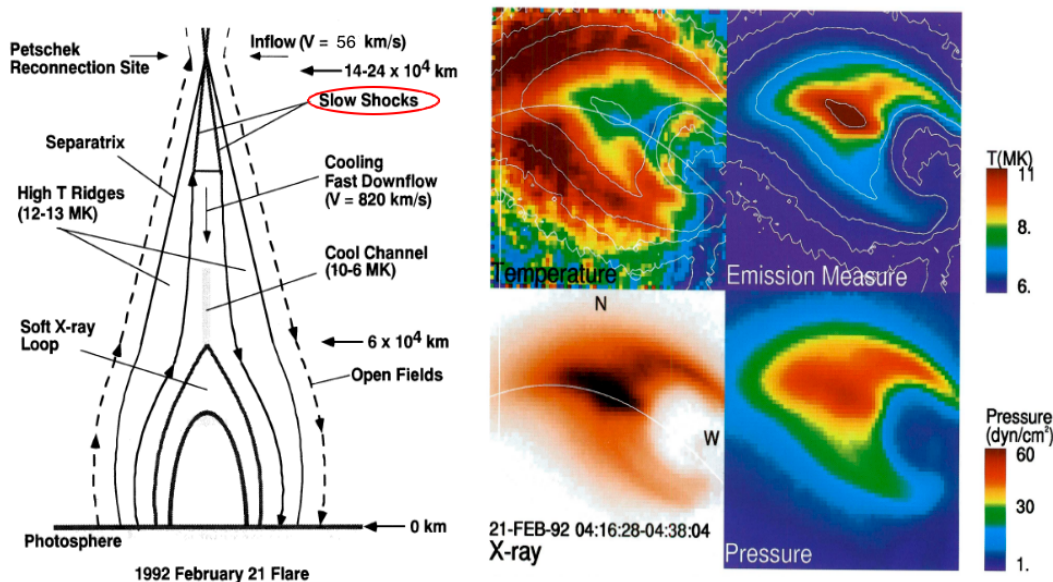 Petschek
Reconnection Site
Inflow (V = 56 km/s)
14-24 x 10⁴ km
Slow Shocks
Separatrix
High T Ridges
(12-13 MK)
Cooling
Fast Downflow
(V = 820 km/s)
Cool Channel
(10-6 MK)
Soft X-ray
Loop
6 x 10⁴ km
Open Fields
0 km
Photosphere
1992 February 21 Flare
Temperature
Emission Measure
T(MK)
11
8.
6.
N
W
21-FEB-92 04:16:28-04:38:04
X-ray
Pressure
Pressure
(dyn/cm²)
60
30
1.